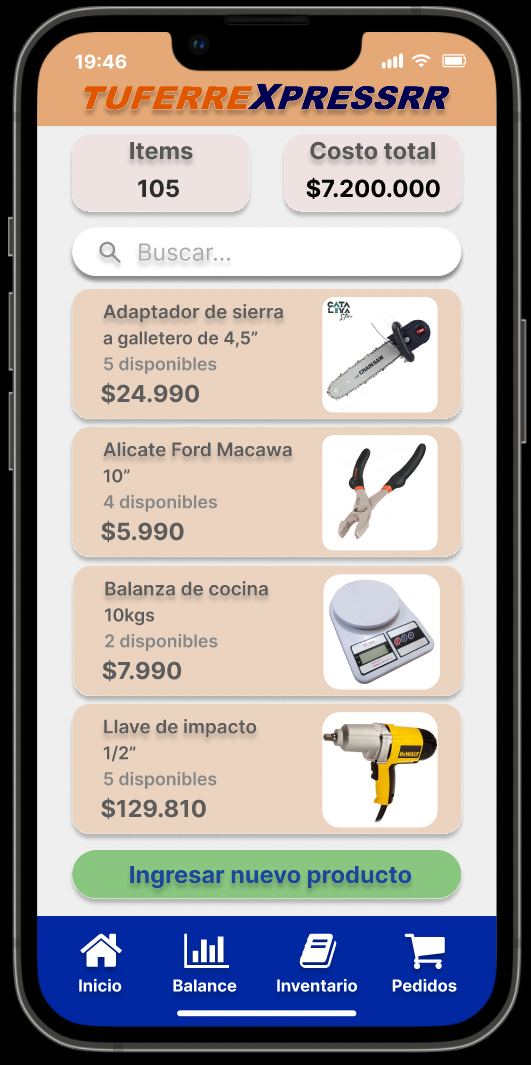 19:46
TUFERREXPRESSRR
Items
105
Costo total
$7.200.000
Buscar...
Adaptador de sierra
a galletero de 4,5”
5 disponibles
$24.990
CATA
LEYA
Store
CHAINSAW
Alicate Ford Macawa
10”
4 disponibles
$5.990
Balanza de cocina
10kgs
2 disponibles
$7.990
Llave de impacto
1/2”
5 disponibles
$129.810
DEWALT
Ingresar nuevo producto
Inicio
Balance
Inventario
Pedidos